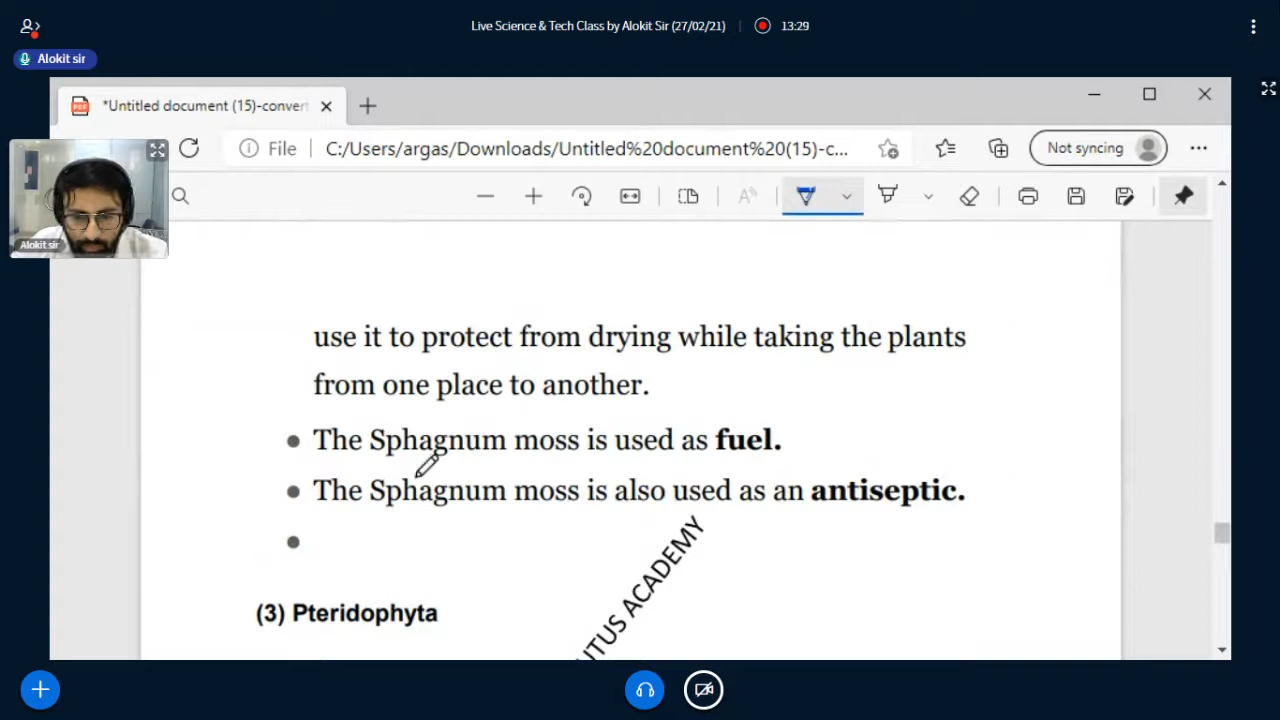 Live Science & Tech Class by Alokit Sir (27/02/21)
13:29
Alokit sir
*Untitled document (15)-convert
File
C:/Users/argas/Downloads/Untitled%20document%20(15)-c...
Not syncing
Alokit sir
use it to protect from drying while taking the plants
from one place to another.
● The Sphagnum moss is used as fuel.
● The Sphagnum moss is also used as an antiseptic.
●
(3) Pteridophyta
ACADEMY